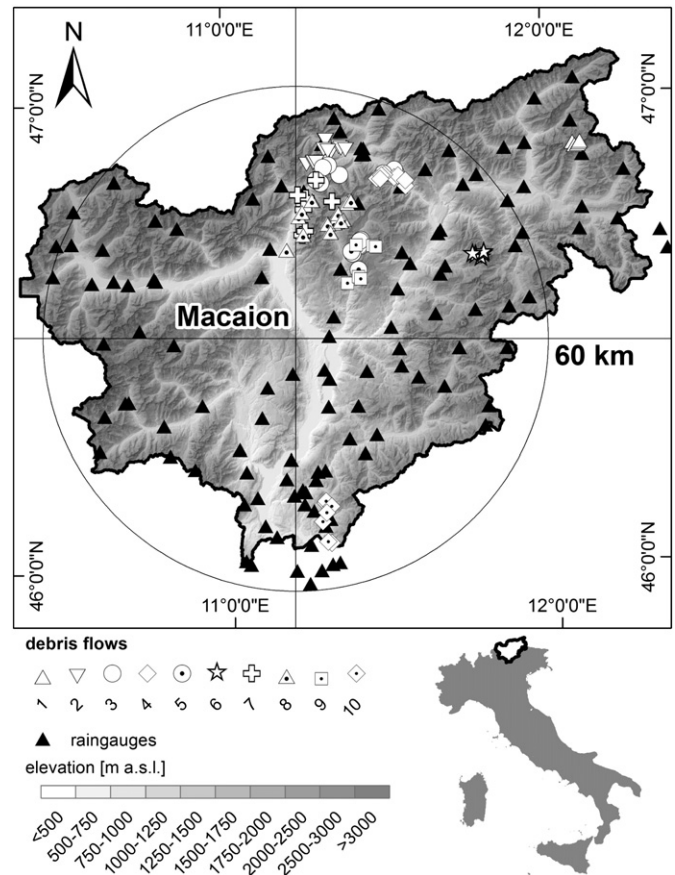 N
11°0'0"E
12°0'0"E
47°0'0"N
47°0'0"N
Macaion
60 km
46°0'0"N
46°0'0"N
11°0'0"E
12°0'0"E
debris flows
1 2 3 4 5 6 7 8 9 10
raingauges
elevation [m a.s.l.]
<500 500-750 750-1000 1000-1250 1250-1500 1500-1750 1750-2000 2000-2500 2500-3000 >3000